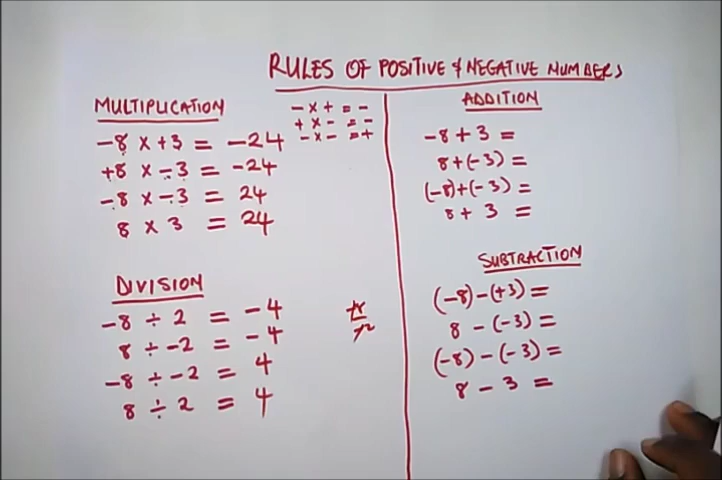 RULES OF POSITIVE & NEGATIVE NUMBERS
MULTIPLICATION
-8 x +3 = -24
+8 x -3 = -24
-8 x -3 = 24
8 x 3 = 24
- x + = -
+ x - = -
- x - = +
DIVISION
-8 ÷ 2 = -4
8 ÷ -2 = -4
-8 ÷ -2 = 4
8 ÷ 2 = 4
ADDITION
-8 + 3 =
8 + (-3) =
(-8) + (-3) =
8 + 3 =
SUBTRACTION
(-8) - (+3) =
8 - (-3) =
(-8) - (-3) =
8 - 3 =